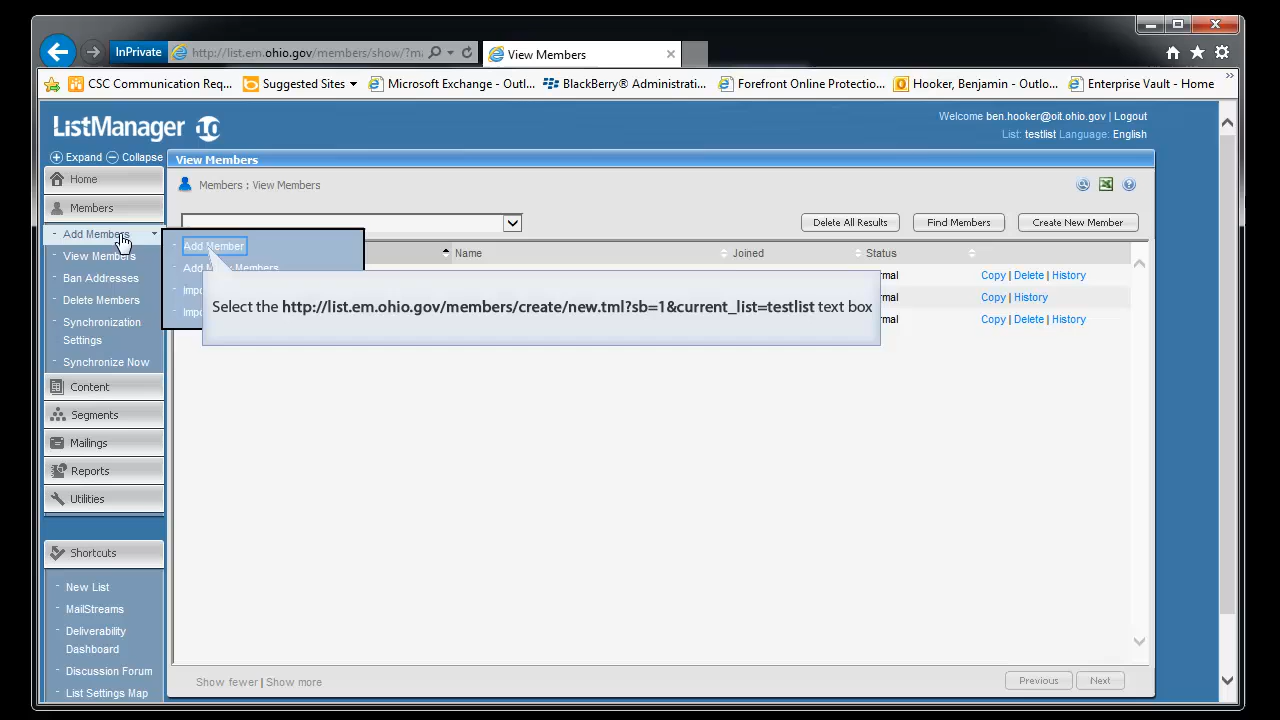 InPrivate
http://list.em.ohio.gov/members/show/?m
View Members
CSC Communication Req...
Suggested Sites
Microsoft Exchange - Outl...
BlackBerry® Administrati...
Forefront Online Protectio...
Hooker, Benjamin - Outlo...
Enterprise Vault - Home
ListManager 10
Welcome ben.hooker@oit.ohio.gov | Logout
List: testlist Language: English
Expand Collapse
Home
Members
- Add Members
- View Members
- Ban Addresses
- Delete Members
- Synchronization
Settings
- Synchronize Now
Content
Segments
Mailings
Reports
Utilities
Shortcuts
- New List
- MailStreams
- Deliverability
Dashboard
- Discussion Forum
- List Settings Map
View Members
Members : View Members
Delete All Results
Find Members
Create New Member
- Add Member
Members
Name
Joined
Status
Copy | Delete | History
Copy | History
Copy | Delete | History
Select the http://list.em.ohio.gov/members/create/new.tml?sb=1&current_list=testlist text box
Show fewer | Show more
Previous
Next